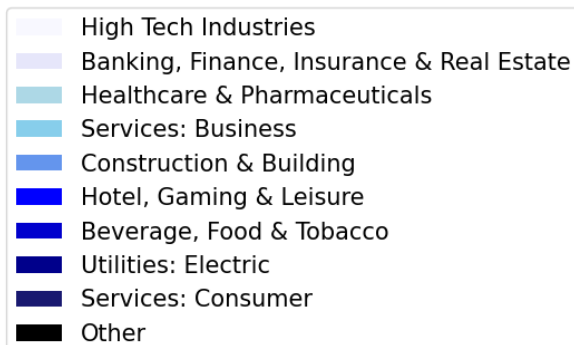 High Tech Industries
Banking, Finance, Insurance & Real Estate
Healthcare & Pharmaceuticals
Services: Business
Construction & Building
Hotel, Gaming & Leisure
Beverage, Food & Tobacco
Utilities: Electric
Services: Consumer
Other